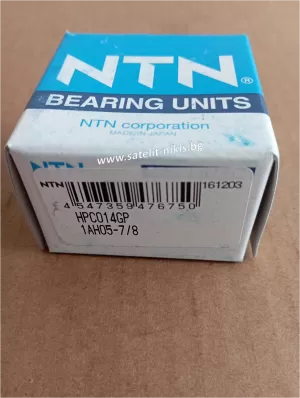 NTN®
BEARING UNITS
NTN corporation
MADE IN JAPAN
www.satelit-nikis.bg
NTN
161203
4 547359 476750
HPC014GP
1AH05-7/8